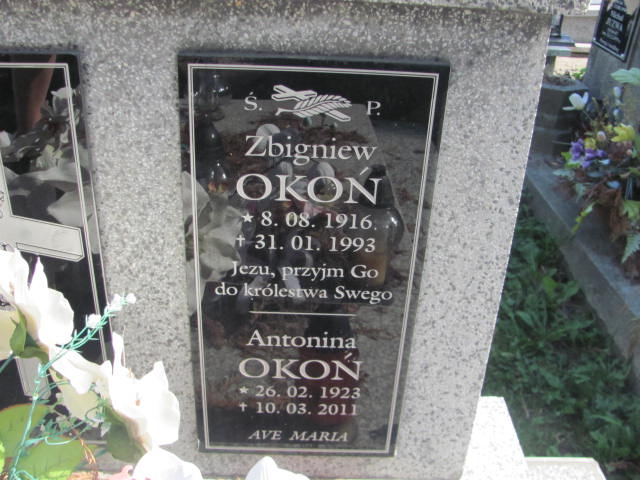 Ś. P.
Zbigniew
OKOŃ
★ 8. 08. 1916
✝ 31. 01. 1993
Jezu, przyjm Go
do królestwa Swego
Antonina
OKOŃ
★ 26. 02. 1923
✝ 10. 03. 2011
AVE MARIA